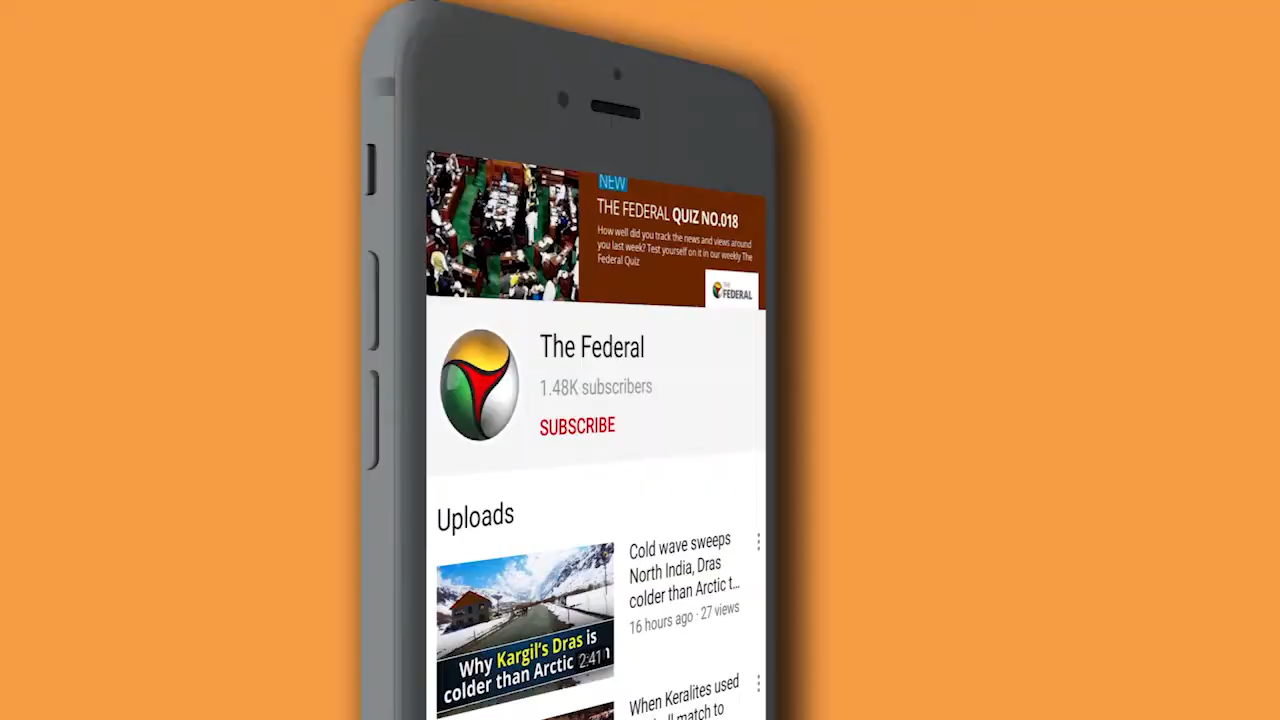 NEW
THE FEDERAL QUIZ NO.018
How well did you track the news and views around
you last week? Test yourself on it in our weekly The
Federal Quiz
THE
FEDERAL
The Federal
1.48K subscribers
SUBSCRIBE
Uploads
Cold wave sweeps
North India, Dras
colder than Arctic t...
16 hours ago · 27 views
Why Kargil's Dras is
colder than Arctic
2:41
When Keralites used
match to